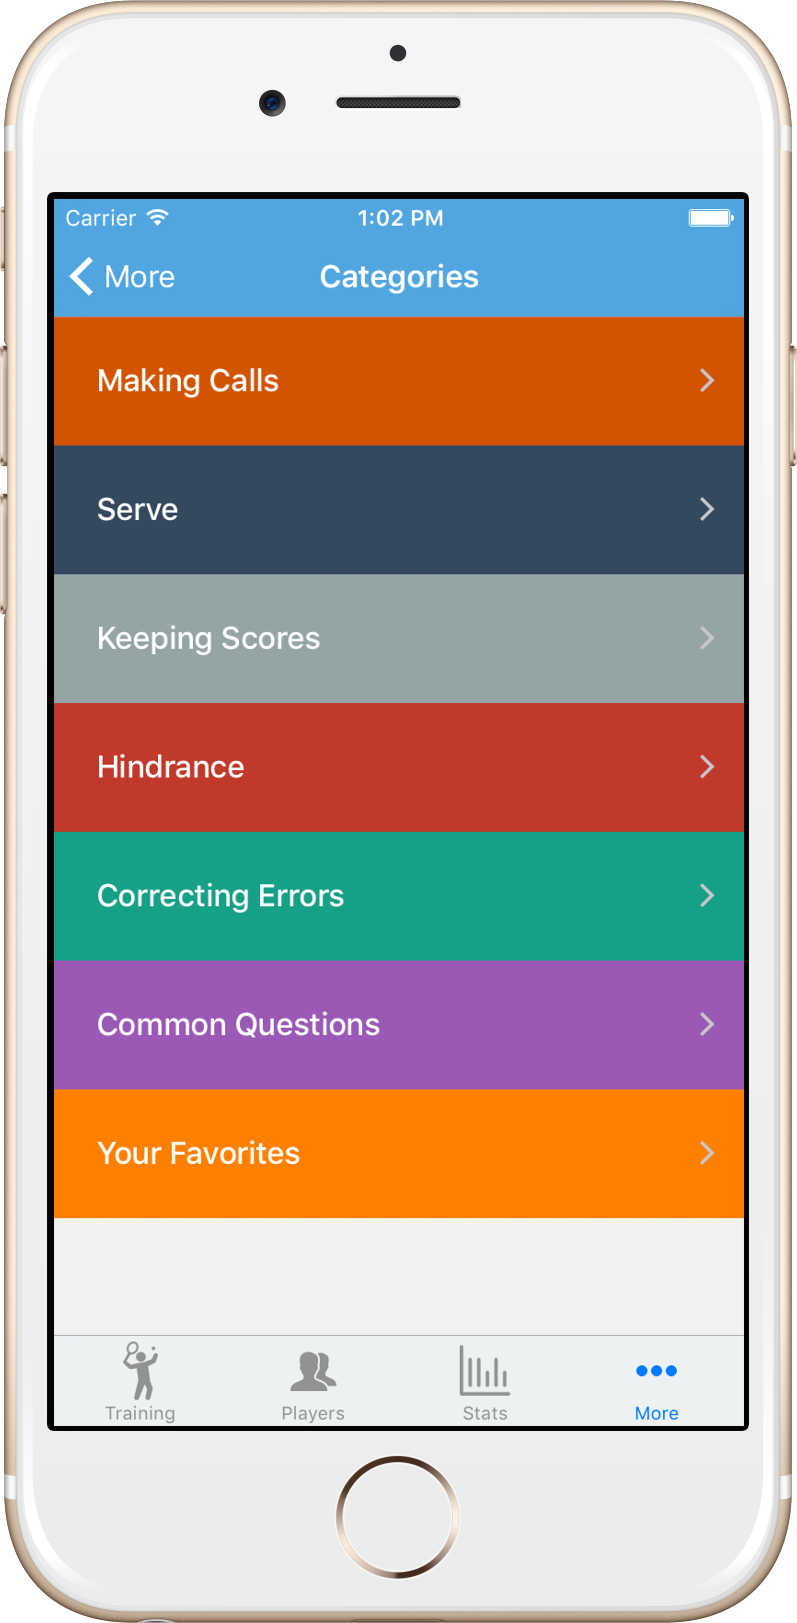 Carrier 1:02 PM
More Categories
Making Calls
Serve
Keeping Scores
Hindrance
Correcting Errors
Common Questions
Your Favorites
Training Players Stats More